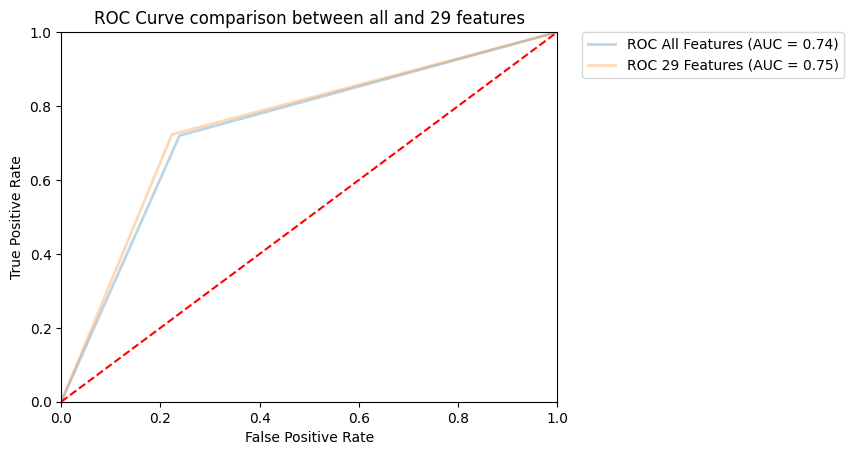 ROC Curve comparison between all and 29 features
ROC All Features (AUC = 0.74)
ROC 29 Features (AUC = 0.75)
True Positive Rate
1.0
0.8
0.6
0.4
0.2
0.0
0.0 0.2 0.4 0.6 0.8 1.0
False Positive Rate